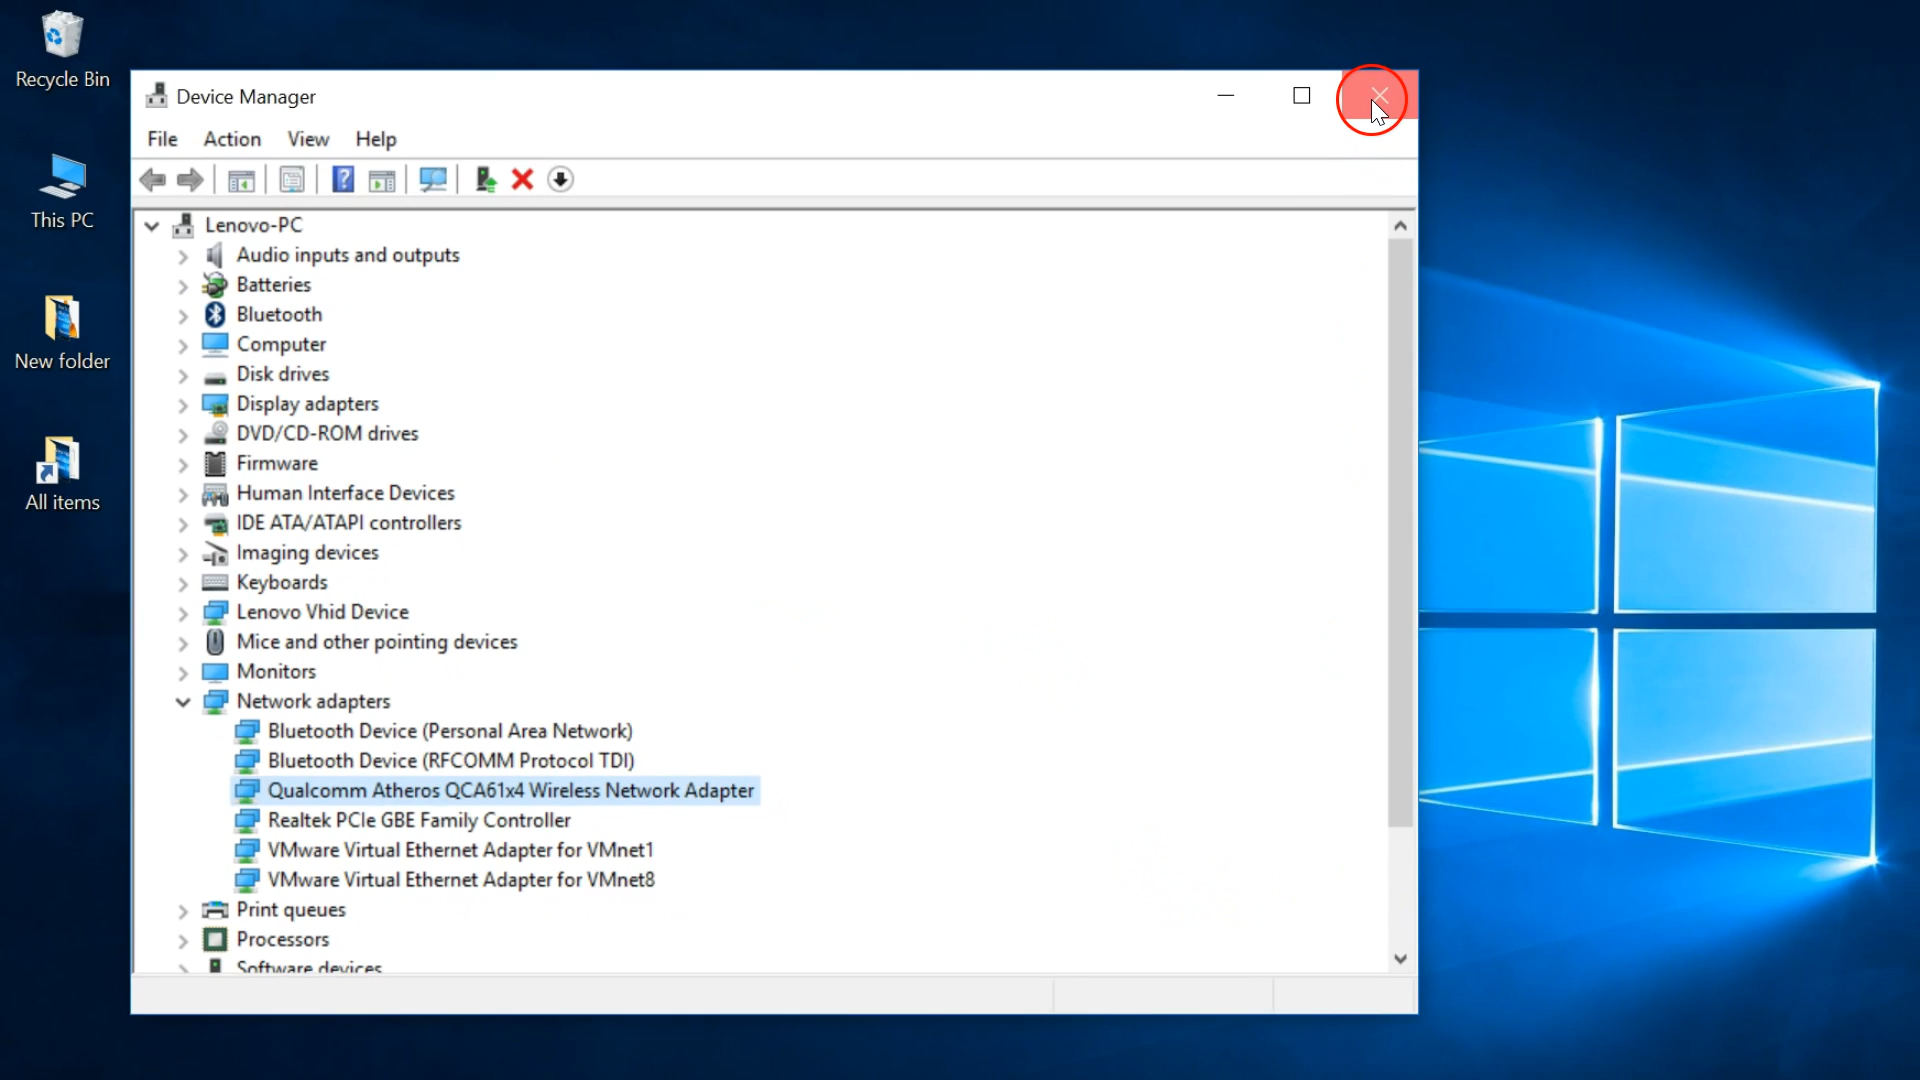 Recycle Bin
This PC
New folder
All items
Device Manager
File Action View Help
Lenovo-PC
Audio inputs and outputs
Batteries
Bluetooth
Computer
Disk drives
Display adapters
DVD/CD-ROM drives
Firmware
Human Interface Devices
IDE ATA/ATAPI controllers
Imaging devices
Keyboards
Lenovo Vhid Device
Mice and other pointing devices
Monitors
Network adapters
Bluetooth Device (Personal Area Network)
Bluetooth Device (RFCOMM Protocol TDI)
Qualcomm Atheros QCA61x4 Wireless Network Adapter
Realtek PCIe GBE Family Controller
VMware Virtual Ethernet Adapter for VMnet1
VMware Virtual Ethernet Adapter for VMnet8
Print queues
Processors
Software devices